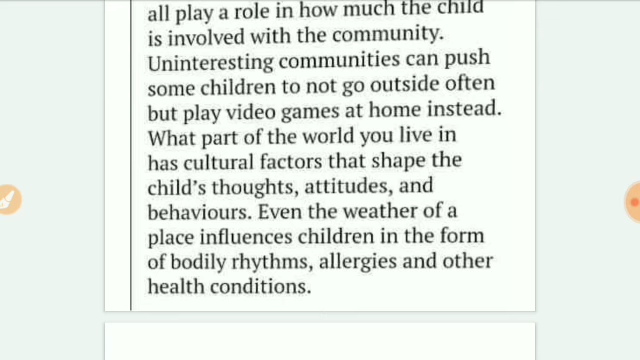 all play a role in how much the child
is involved with the community.
Uninteresting communities can push
some children to not go outside often
but play video games at home instead.
What part of the world you live in
has cultural factors that shape the
child's thoughts, attitudes, and
behaviours. Even the weather of a
place influences children in the form
of bodily rhythms, allergies and other
health conditions.